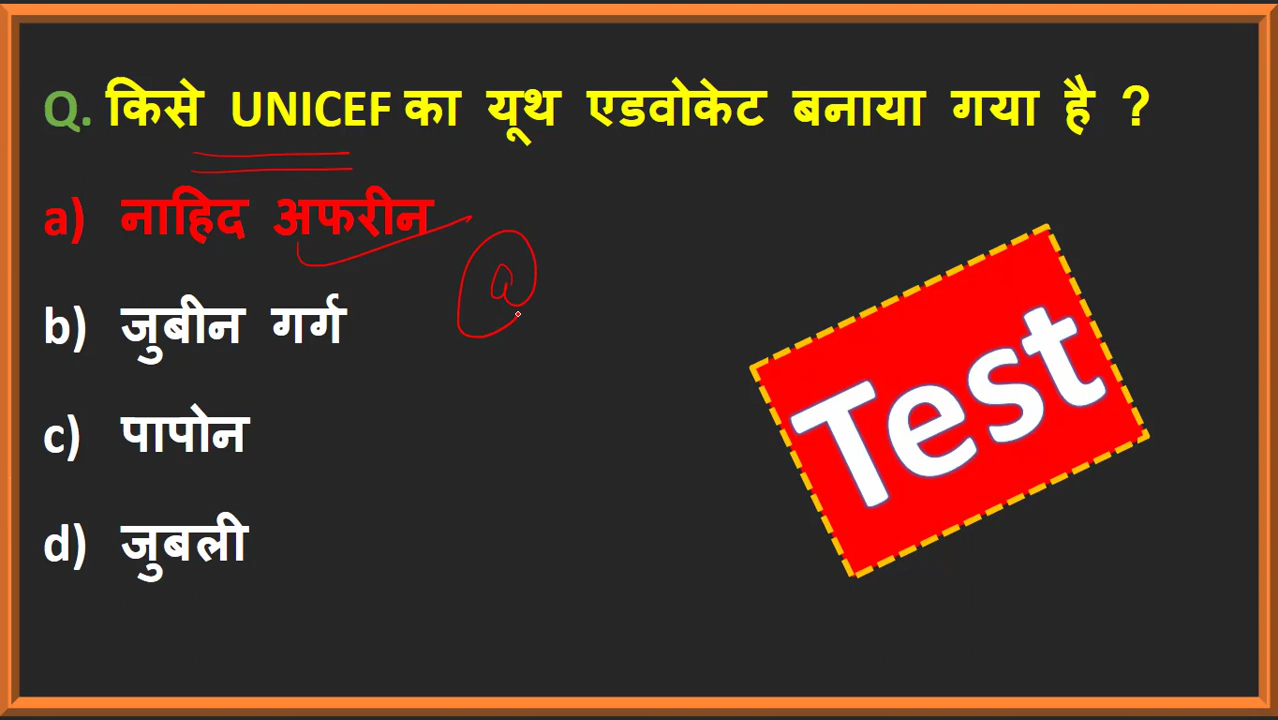 Q. किसे UNICEF का यूथ एडवोकेट बनाया गया है ?
a) नाहिद अफरीन
a
b) जुबीन गर्ग
c) पापोन
d) जुबली
Test